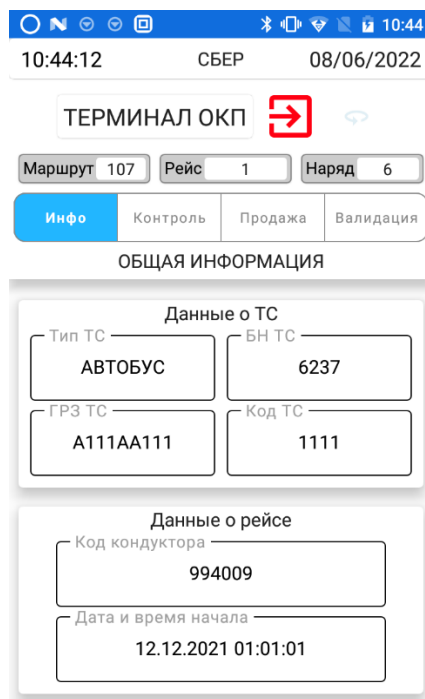 10:44
10:44:12 СБЕР 08/06/2022
ТЕРМИНАЛ ОКП
Маршрут 107 Рейс 1 Наряд 6
Инфо Контроль Продажа Валидация
ОБЩАЯ ИНФОРМАЦИЯ
Данные о ТС
Тип ТС БН ТС
АВТОБУС 6237
ГРЗ ТС Код ТС
А111АА111 1111
Данные о рейсе
Код кондуктора
994009
Дата и время начала
12.12.2021 01:01:01